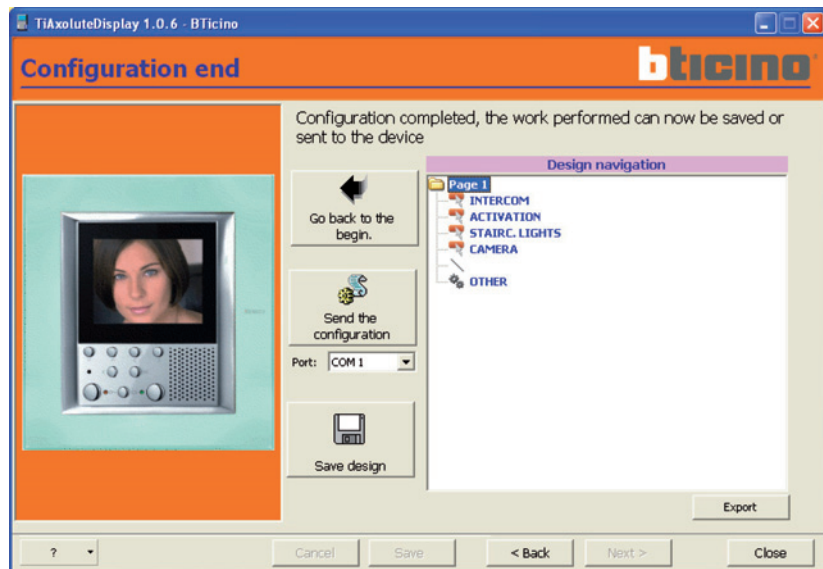 TiAxoluteDisplay 1.0.6 - BTicino
Configuration end
bticino
Configuration completed, the work performed can now be saved or
sent to the device
Design navigation
Go back to the
begin.
Page 1
INTERCOM
ACTIVATION
STAIRC. LIGHTS
CAMERA
OTHER
Send the
configuration
Port: COM 1
Save design
Export
? Cancel Save < Back Next > Close